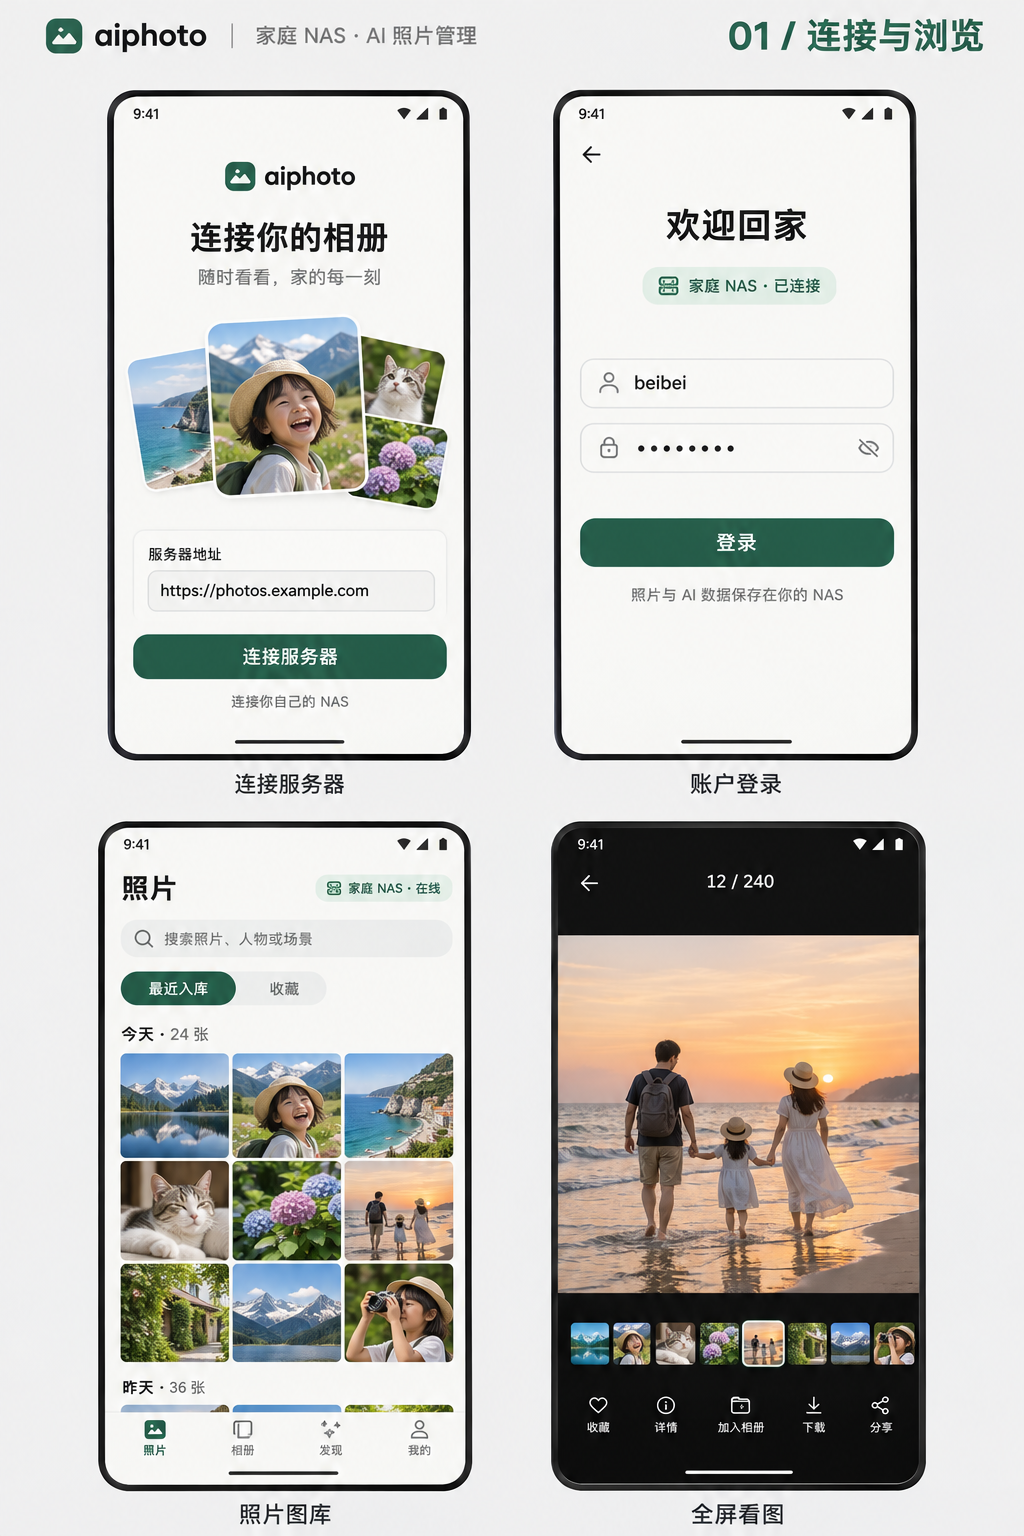 aiphoto | 家庭 NAS · AI 照片管理
01 / 连接与浏览
9:41
aiphoto
连接你的相册
随时看看，家的每一刻
服务器地址
https://photos.example.com
连接服务器
连接你自己的 NAS
连接服务器
9:41
欢迎回家
家庭 NAS · 已连接
beibei
••••••••
登录
照片与 AI 数据保存在你的 NAS
账户登录
9:41
照片
家庭 NAS · 在线
搜索照片、人物或场景
最近入库
收藏
今天 · 24 张
昨天 · 36 张
照片
相册
发现
我的
照片图库
9:41
12 / 240
收藏
详情
加入相册
下载
分享
全屏看图